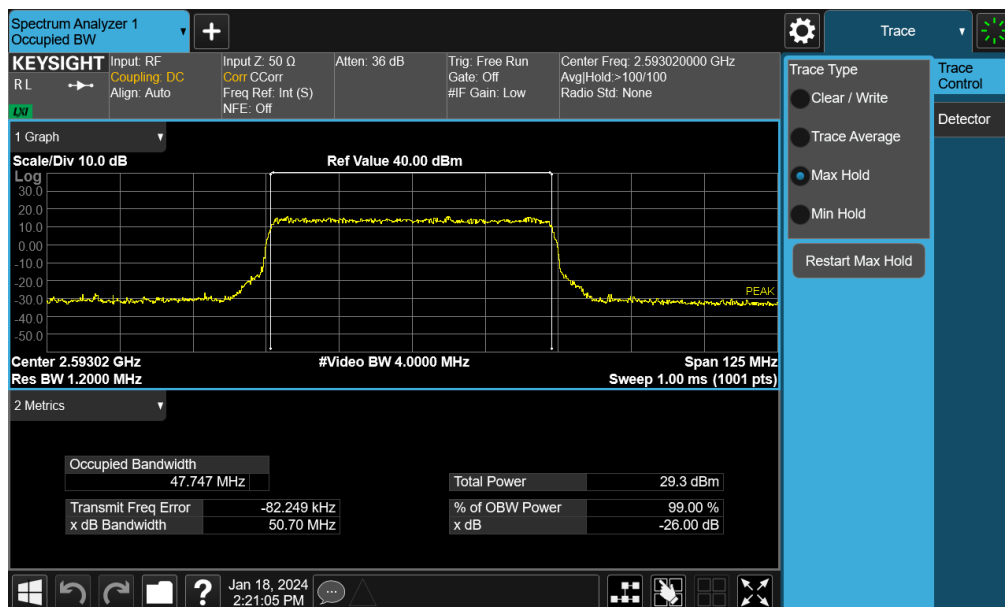 Spectrum Analyzer 1
Occupied BW
+
Trace
KEYSIGHT
R L
LXI
Input: RF
Coupling: DC
Align: Auto
Input Z: 50 Ω
Corr CCorr
Freq Ref: Int (S)
NFE: Off
Atten: 36 dB
Trig: Free Run
Gate: Off
#IF Gain: Low
Center Freq: 2.593020000 GHz
Avg|Hold:>100/100
Radio Std: None
Trace Type
Clear / Write
Trace Average
Max Hold
Min Hold
Restart Max Hold
Trace
Control
Detector
1 Graph
Scale/Div 10.0 dB
Ref Value 40.00 dBm
Log
30.0
20.0
10.0
0.00
-10.0
-20.0
-30.0
-40.0
-50.0
PEAK
Center 2.59302 GHz
#Video BW 4.0000 MHz
Span 125 MHz
Res BW 1.2000 MHz
Sweep 1.00 ms (1001 pts)
2 Metrics
Occupied Bandwidth
47.747 MHz
Total Power 29.3 dBm
Transmit Freq Error -82.249 kHz
% of OBW Power 99.00 %
x dB Bandwidth 50.70 MHz
x dB -26.00 dB
?
Jan 18, 2024
2:21:05 PM